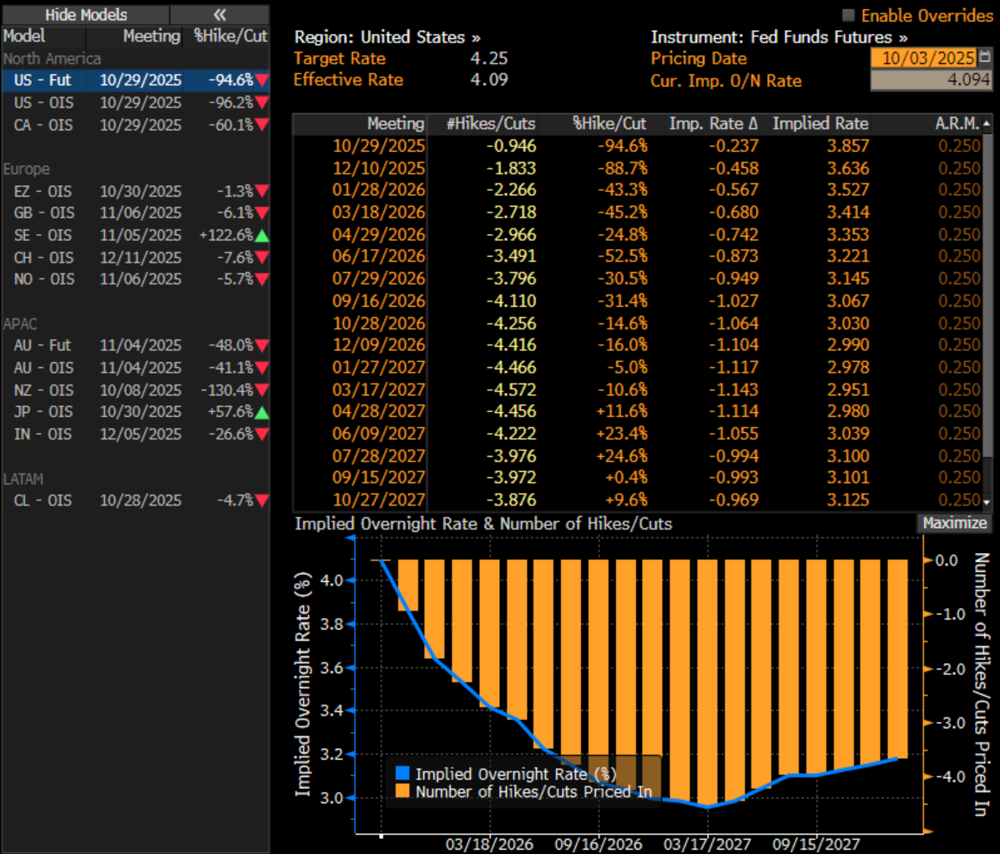 Hide Models «
Model Meeting %Hike/Cut
North America
US - Fut 10/29/2025 -94.6%▼
US - OIS 10/29/2025 -96.2%▼
CA - OIS 10/29/2025 -60.1%▼
Europe
EZ - OIS 10/30/2025 -1.3%▼
GB - OIS 11/06/2025 -6.1%▼
SE - OIS 11/05/2025 +122.6%▲
CH - OIS 12/11/2025 -7.6%▼
NO - OIS 11/06/2025 -5.7%▼
APAC
AU - Fut 11/04/2025 -48.0%▼
AU - OIS 11/04/2025 -41.1%▼
NZ - OIS 10/08/2025 -130.4%▼
JP - OIS 10/30/2025 +57.6%▲
IN - OIS 12/05/2025 -26.6%▼
LATAM
CL - OIS 10/28/2025 -4.7%▼
Enable Overrides
Region: United States » Instrument: Fed Funds Futures »
Target Rate 4.25 Pricing Date 10/03/2025
Effective Rate 4.09 Cur. Imp. O/N Rate 4.094
Meeting #Hikes/Cuts %Hike/Cut Imp. Rate Δ Implied Rate A.R.M.
10/29/2025 -0.946 -94.6% -0.237 3.857 0.250
12/10/2025 -1.833 -88.7% -0.458 3.636 0.250
01/28/2026 -2.266 -43.3% -0.567 3.527 0.250
03/18/2026 -2.718 -45.2% -0.680 3.414 0.250
04/29/2026 -2.966 -24.8% -0.742 3.353 0.250
06/17/2026 -3.491 -52.5% -0.873 3.221 0.250
07/29/2026 -3.796 -30.5% -0.949 3.145 0.250
09/16/2026 -4.110 -31.4% -1.027 3.067 0.250
10/28/2026 -4.256 -14.6% -1.064 3.030 0.250
12/09/2026 -4.416 -16.0% -1.104 2.990 0.250
01/27/2027 -4.466 -5.0% -1.117 2.978 0.250
03/17/2027 -4.572 -10.6% -1.143 2.951 0.250
04/28/2027 -4.456 +11.6% -1.114 2.980 0.250
06/09/2027 -4.222 +23.4% -1.055 3.039 0.250
07/28/2027 -3.976 +24.6% -0.994 3.100 0.250
09/15/2027 -3.972 +0.4% -0.993 3.101 0.250
10/27/2027 -3.876 +9.6% -0.969 3.125 0.250
Implied Overnight Rate & Number of Hikes/Cuts Maximize
Implied Overnight Rate (%)
4.0
3.8
3.6
3.4
3.2
3.0
Implied Overnight Rate (%)
Number of Hikes/Cuts Priced In
03/18/2026 09/16/2026 03/17/2027 09/15/2027
0.0
-1.0
-2.0
-3.0
-4.0
Number of Hikes/Cuts Priced In